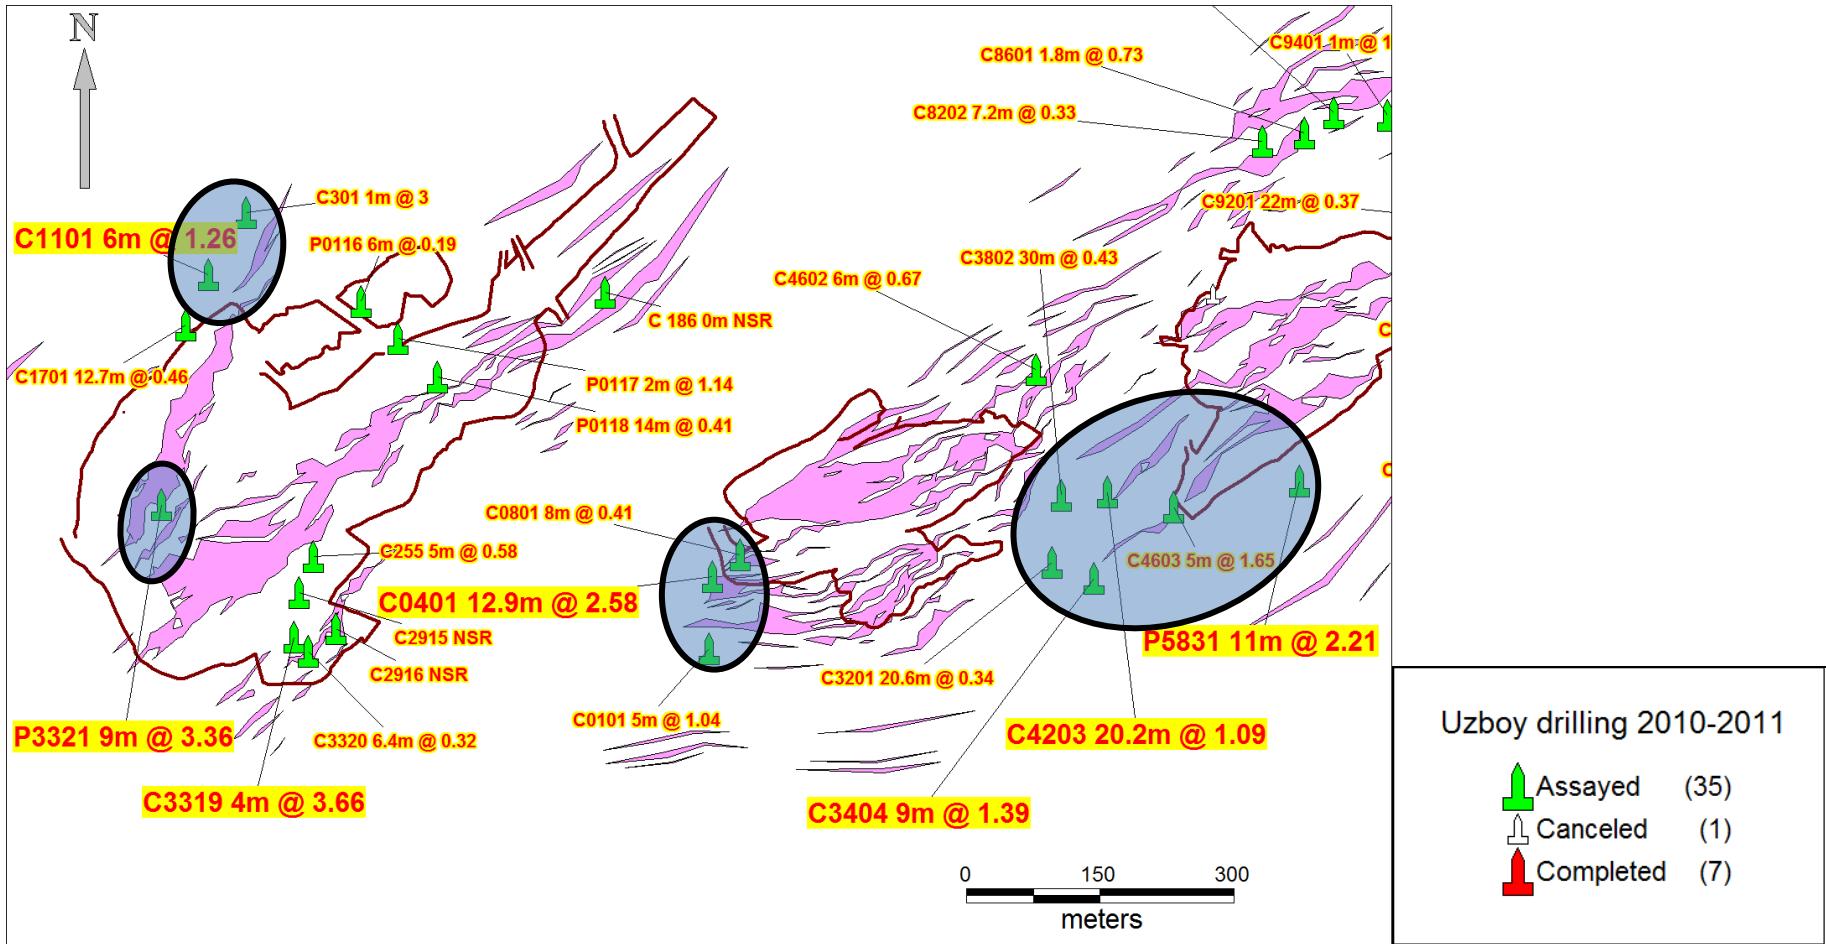 N
C8601 1.8m @ 0.73
C9401 1m@ 1
C8202 7.2m @ 0.33
C301 1m @ 3
C9201 22m @ 0.37
C1101 6m @ 1.26
P0116 6m @ 0.19
C3802 30m @ 0.43
C4602 6m @ 0.67
C 186 0m NSR
C
C1701 12.7m @ 0.46
P0117 2m @ 1.14
P0118 14m @ 0.41
C
C0801 8m @ 0.41
C255 5m @ 0.58
C4603 5m @ 1.65
C0401 12.9m @ 2.58
C2915 NSR
P5831 11m @ 2.21
C2916 NSR
C3201 20.6m @ 0.34
C0101 5m @ 1.04
P3321 9m @ 3.36
C3320 6.4m @ 0.32
C4203 20.2m @ 1.09
C3319 4m @ 3.66
C3404 9m @ 1.39
0 150 300
meters
Uzboy drilling 2010-2011
Assayed (35)
Canceled (1)
Completed (7)